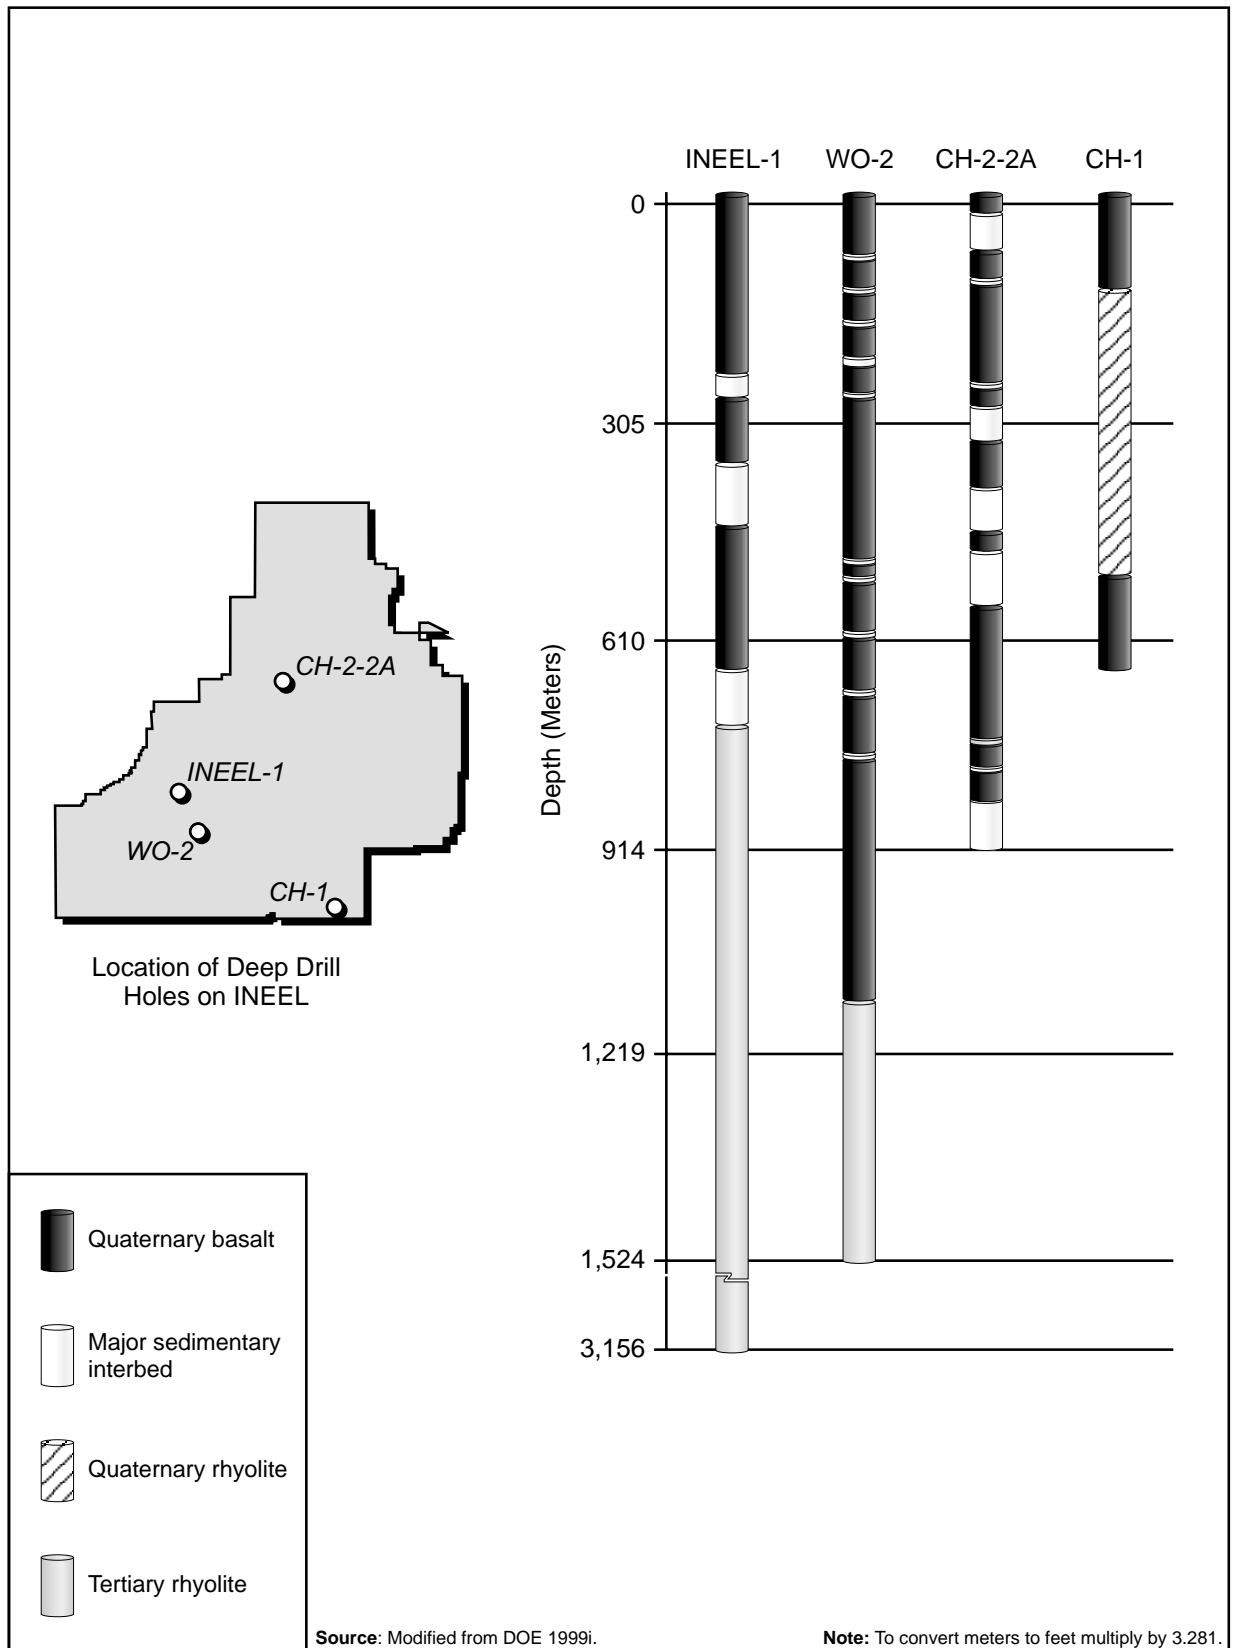 INEEL-1 WO-2 CH-2-2A CH-1
0
305
610
914
1,219
1,524
3,156
Depth (Meters)
CH-2-2A
INEEL-1
WO-2
CH-1
Location of Deep Drill
Holes on INEEL
Quaternary basalt
Major sedimentary
interbed
Quaternary rhyolite
Tertiary rhyolite
Source: Modified from DOE 1999i.
Note: To convert meters to feet multiply by 3.281.